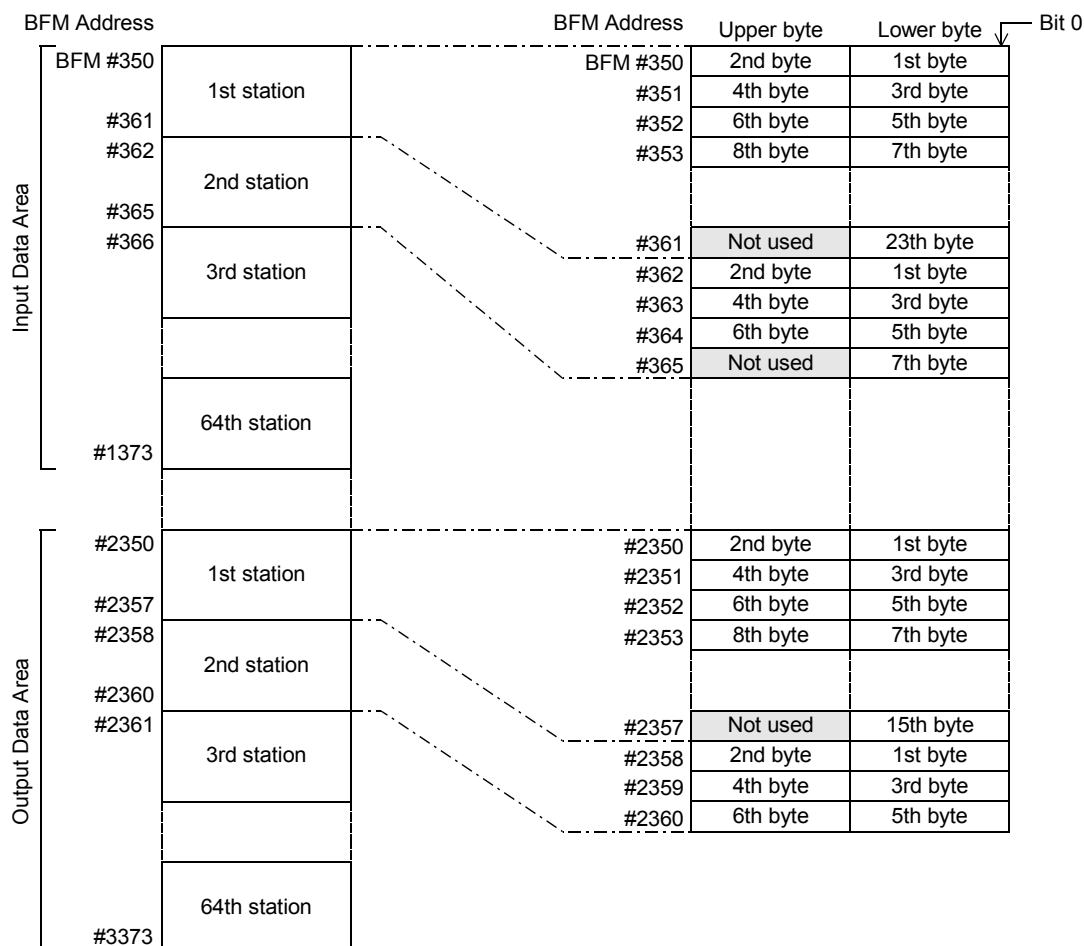 BFM Address BFM Address Upper byte Lower byte Bit 0
BFM #350 1st station BFM #350 2nd byte 1st byte
#351 4th byte 3rd byte
#361 #352 6th byte 5th byte
#362 2nd station #353 8th byte 7th byte
#365
#366 3rd station #361 Not used 23th byte
#362 2nd byte 1st byte
#363 4th byte 3rd byte
#364 6th byte 5th byte
#365 Not used 7th byte
Input Data Area
64th station
#1373
#2350 1st station #2350 2nd byte 1st byte
#2351 4th byte 3rd byte
#2357 #2352 6th byte 5th byte
#2358 2nd station #2353 8th byte 7th byte
#2360
#2361 3rd station #2357 Not used 15th byte
#2358 2nd byte 1st byte
#2359 4th byte 3rd byte
#2360 6th byte 5th byte
Output Data Area
64th station
#3373